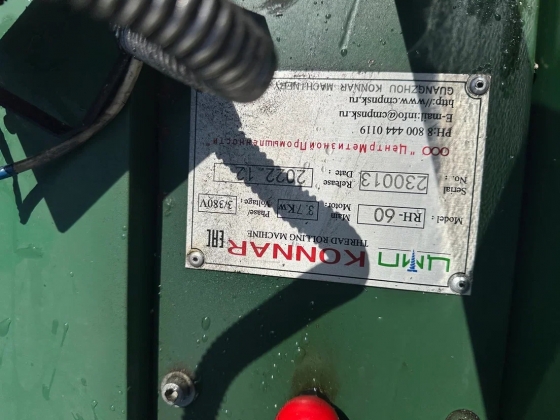 ЦМП KONNAR EAC
THREAD ROLLING MACHINE
Model: RH- 60 Main Motor: 3.7KW Phase/ Voltage: 3/380V
Serial No.: 230013 Release Date : 2022. 12
ООО "ЦентрМетизнойПромышленности"
PH:8 800 444 0119
E-mail:info@cmpnsk.ru
http://www.cmpnsk.ru
GUANGZHOU KONNAR MACHINERY